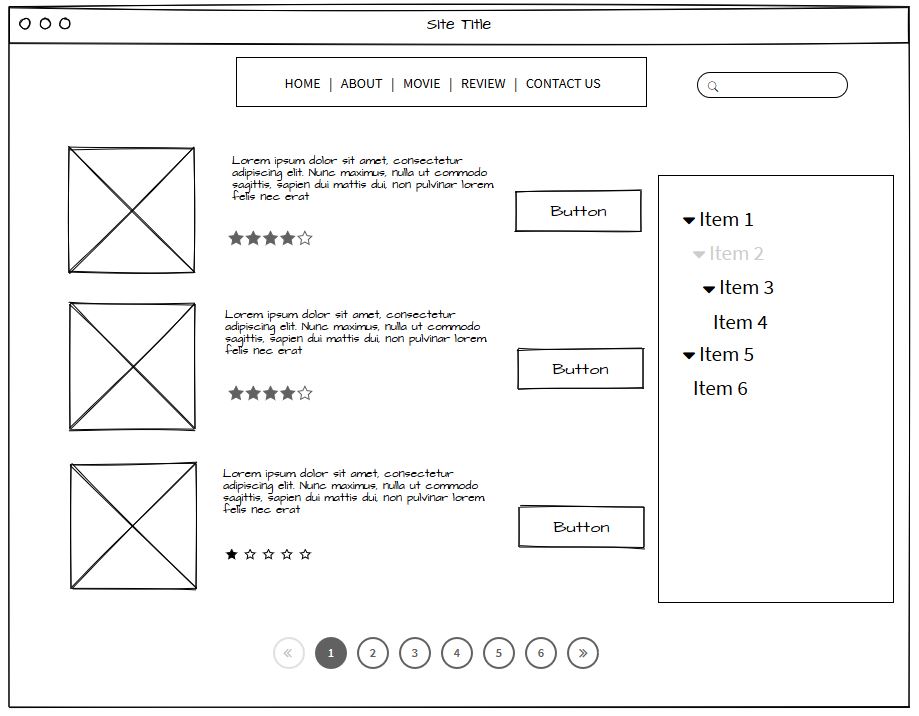 Site Title
HOME | ABOUT | MOVIE | REVIEW | CONTACT US
Lorem ipsum dolor sit amet, consectetur
adipiscing elit. Nunc maximus, nulla ut commodo
sagittis, sapien dui mattis dui, non pulvinar lorem
felis nec erat
Button
Lorem ipsum dolor sit amet, consectetur
adipiscing elit. Nunc maximus, nulla ut commodo
sagittis, sapien dui mattis dui, non pulvinar lorem
felis nec erat
Button
Lorem ipsum dolor sit amet, consectetur
adipiscing elit. Nunc maximus, nulla ut commodo
sagittis, sapien dui mattis dui, non pulvinar lorem
felis nec erat
Button
Item 1
Item 2
Item 3
Item 4
Item 5
Item 6
« 1 2 3 4 5 6 »